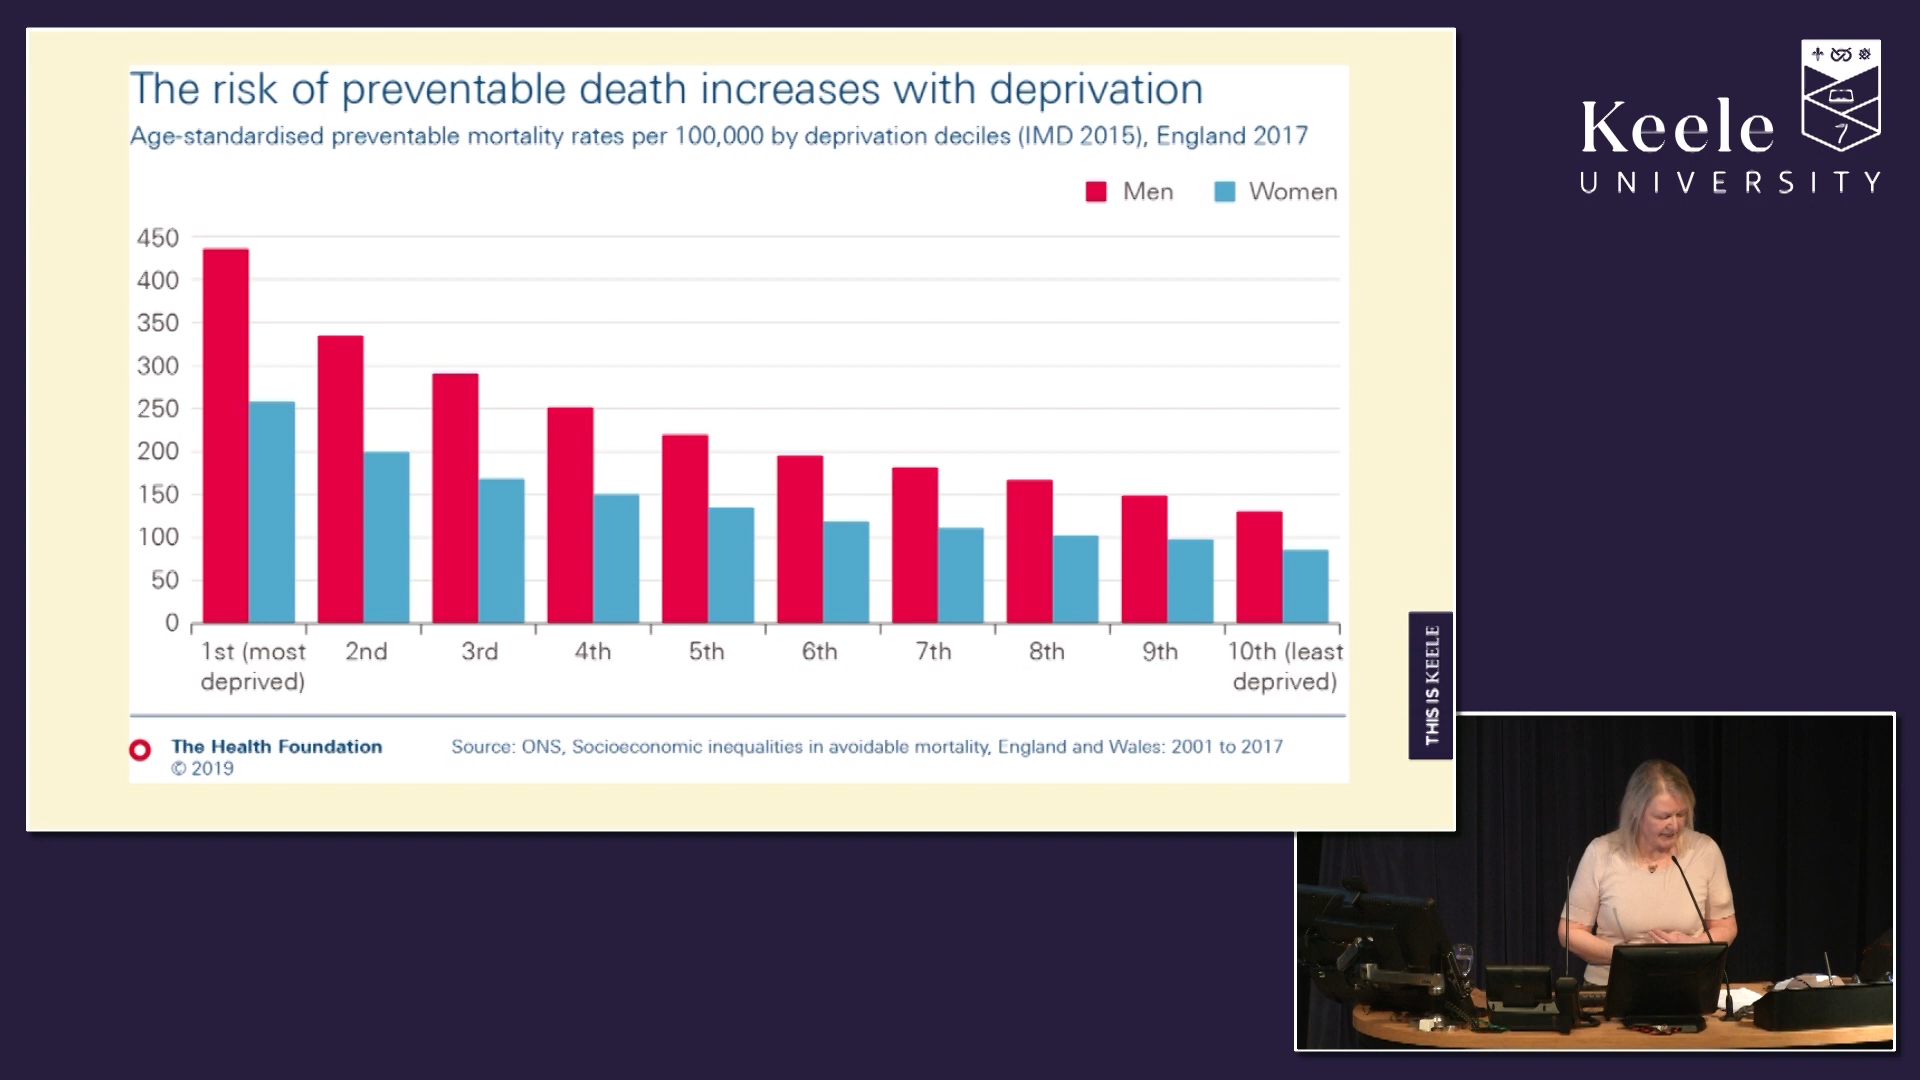 The risk of preventable death increases with deprivation
Age-standardised preventable mortality rates per 100,000 by deprivation deciles (IMD 2015), England 2017
Men Women
450
400
350
300
250
200
150
100
50
0
1st (most deprived) 2nd 3rd 4th 5th 6th 7th 8th 9th 10th (least deprived)
The Health Foundation
© 2019
Source: ONS, Socioeconomic inequalities in avoidable mortality, England and Wales: 2001 to 2017
THIS IS KEELE
Keele
UNIVERSITY